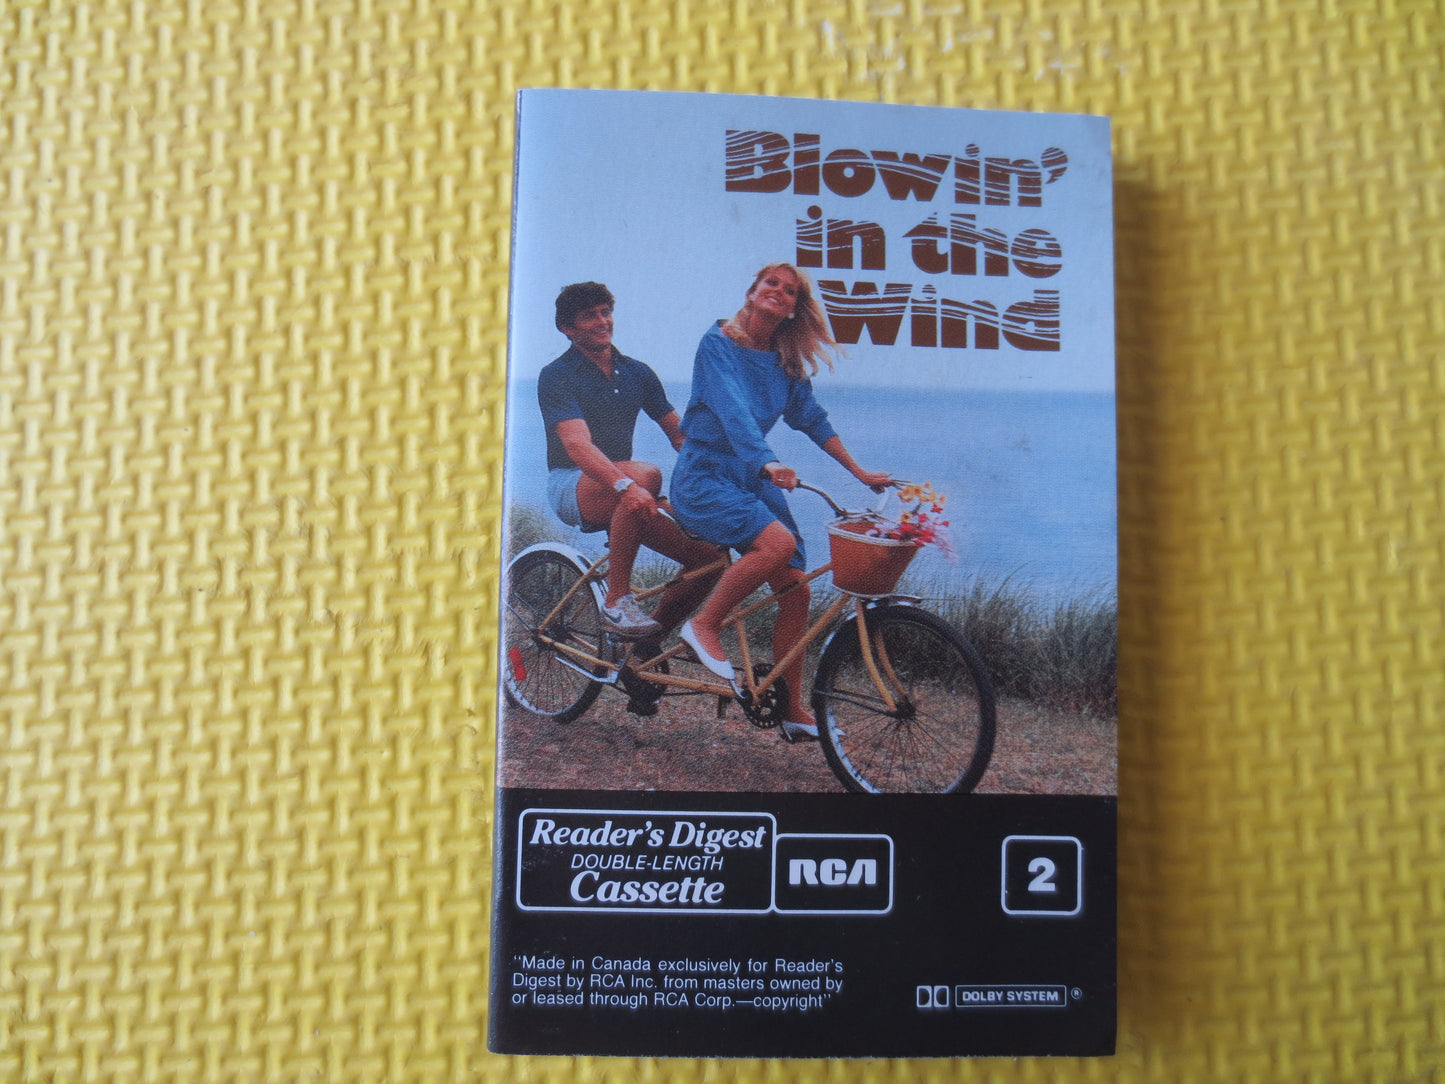 Blowin'
in the
Wind
Reader's Digest
DOUBLE-LENGTH
Cassette
RCA
2
"Made in Canada exclusively for Reader's
Digest by RCA Inc. from masters owned by
or leased through RCA Corp.—copyright"
DOLBY SYSTEM ®